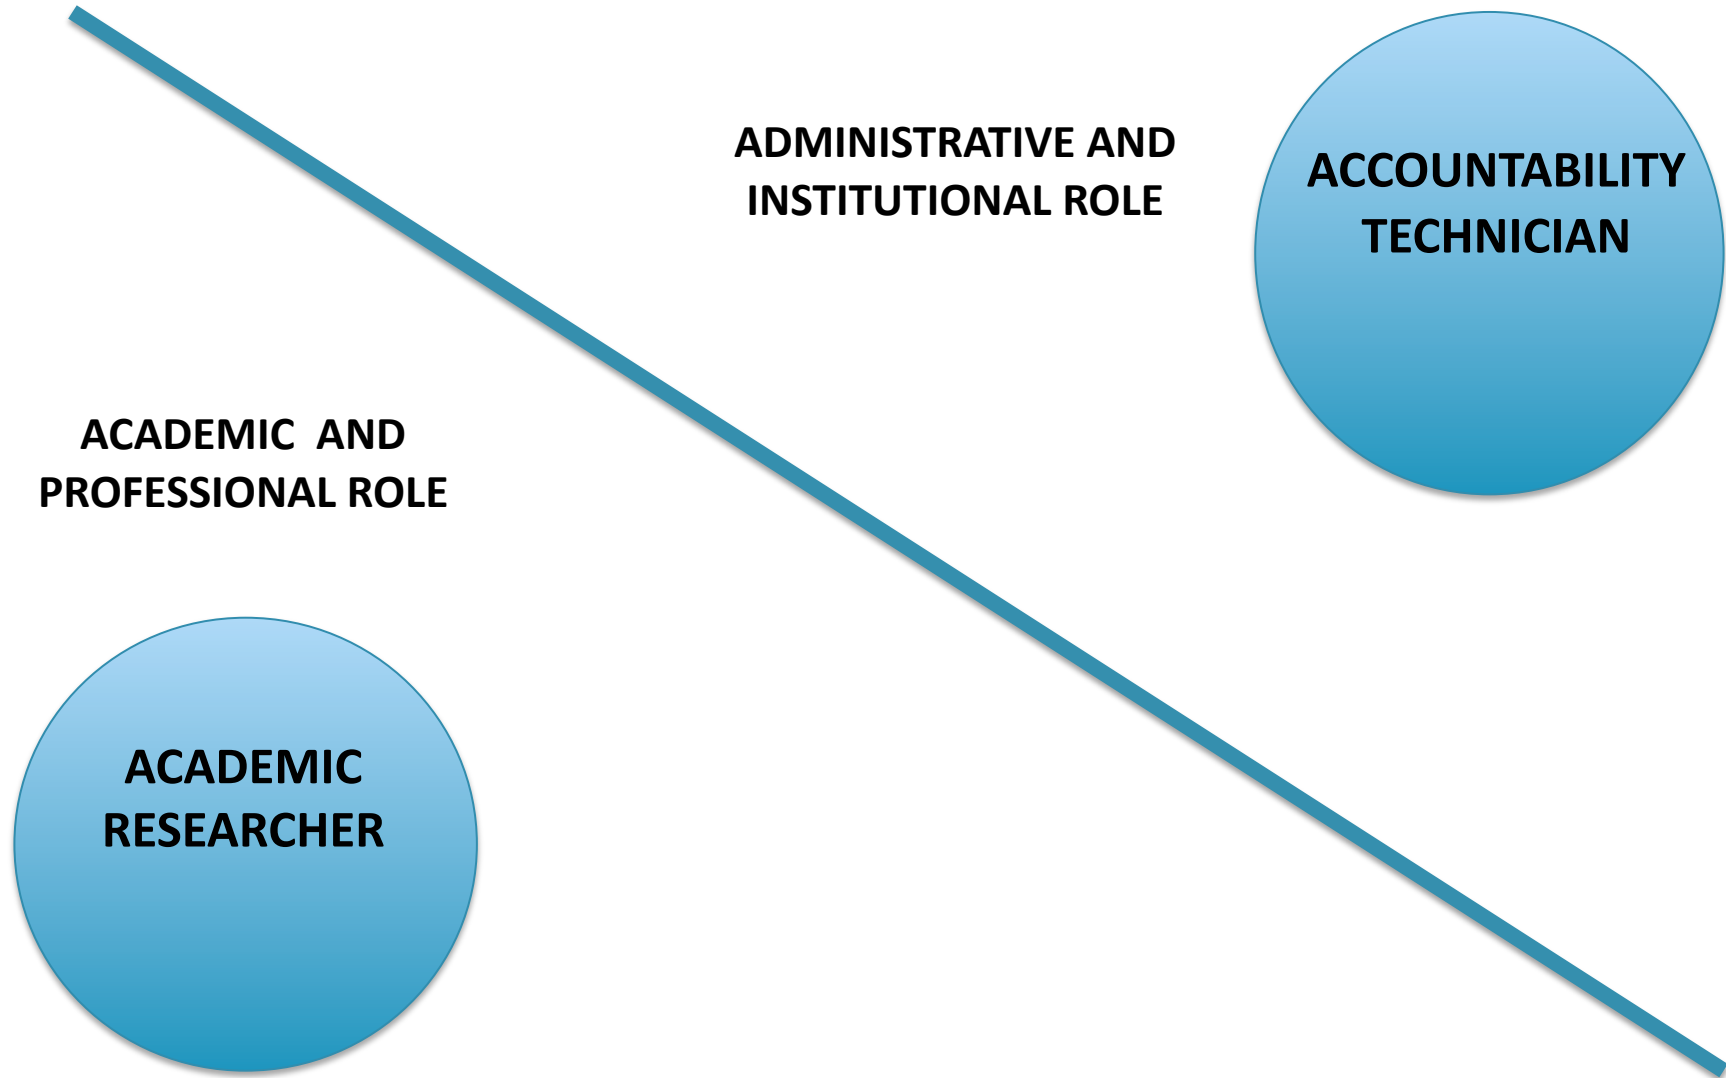 ADMINISTRATIVE AND
INSTITUTIONAL ROLE
ACCOUNTABILITY
TECHNICIAN
ACADEMIC  AND
PROFESSIONAL ROLE
ACADEMIC
RESEARCHER